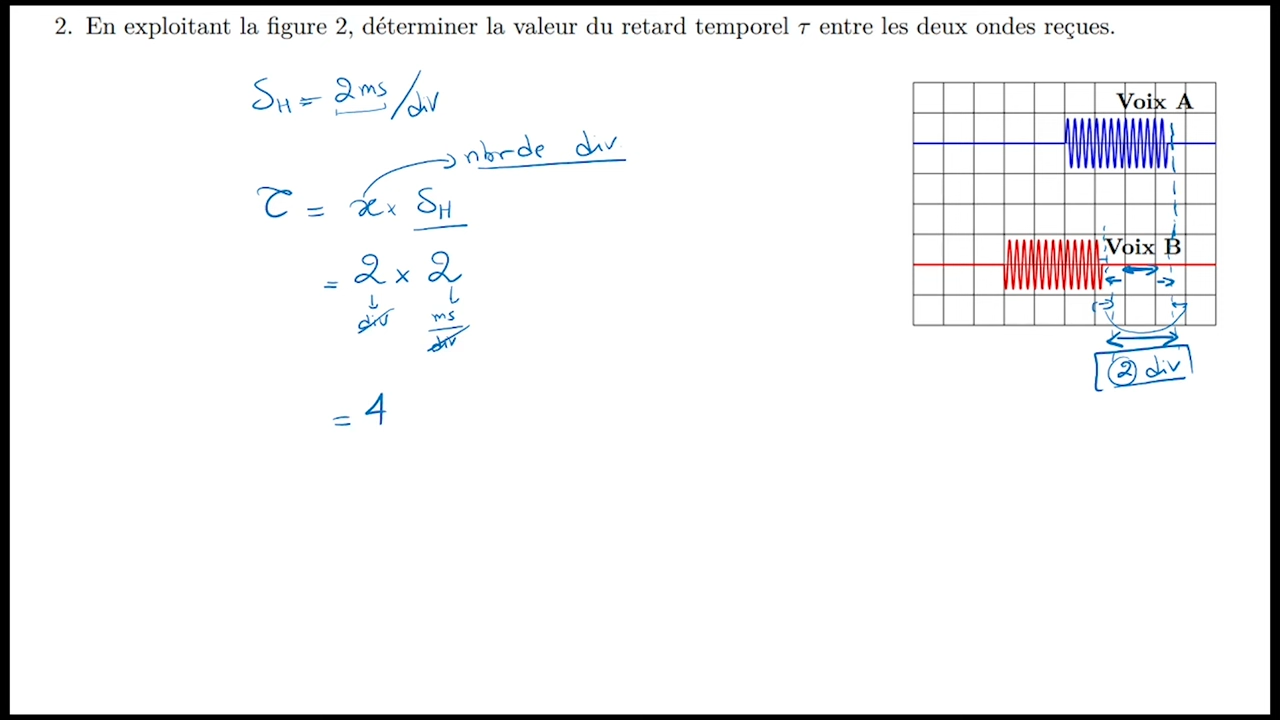 2. En exploitant la figure 2, déterminer la valeur du retard temporel τ entre les deux ondes reçues.
S_H = 2ms/div
nbr de div
τ = x × S_H
= 2 × 2
div ms/div
= 4
Voix A
Voix B
2 div